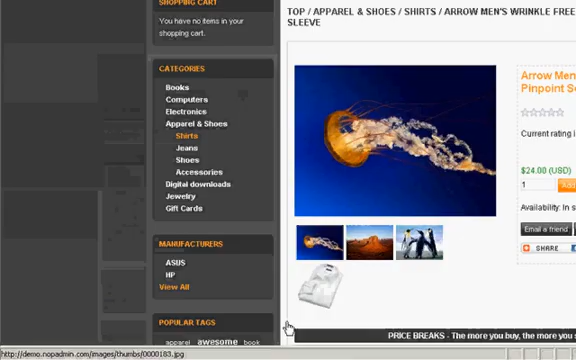 SHOPPING CART
You have no items in your
shopping cart.
CATEGORIES
Books
Computers
Electronics
Apparel & Shoes
Shirts
Jeans
Shoes
Accessories
Digital downloads
Jewelry
Gift Cards
MANUFACTURERS
ASUS
HP
View All
POPULAR TAGS
apparel awesome book
TOP / APPAREL & SHOES / SHIRTS / ARROW MEN'S WRINKLE FREE
SLEEVE
Arrow Men
Pinpoint S
Current rating i
$24.00 (USD)
1
Add
Availability: In s
Email a friend
SHARE
PRICE BREAKS - The more you buy, the more you
http://demo.nopadmin.com/images/thumbs/0000183.jpg